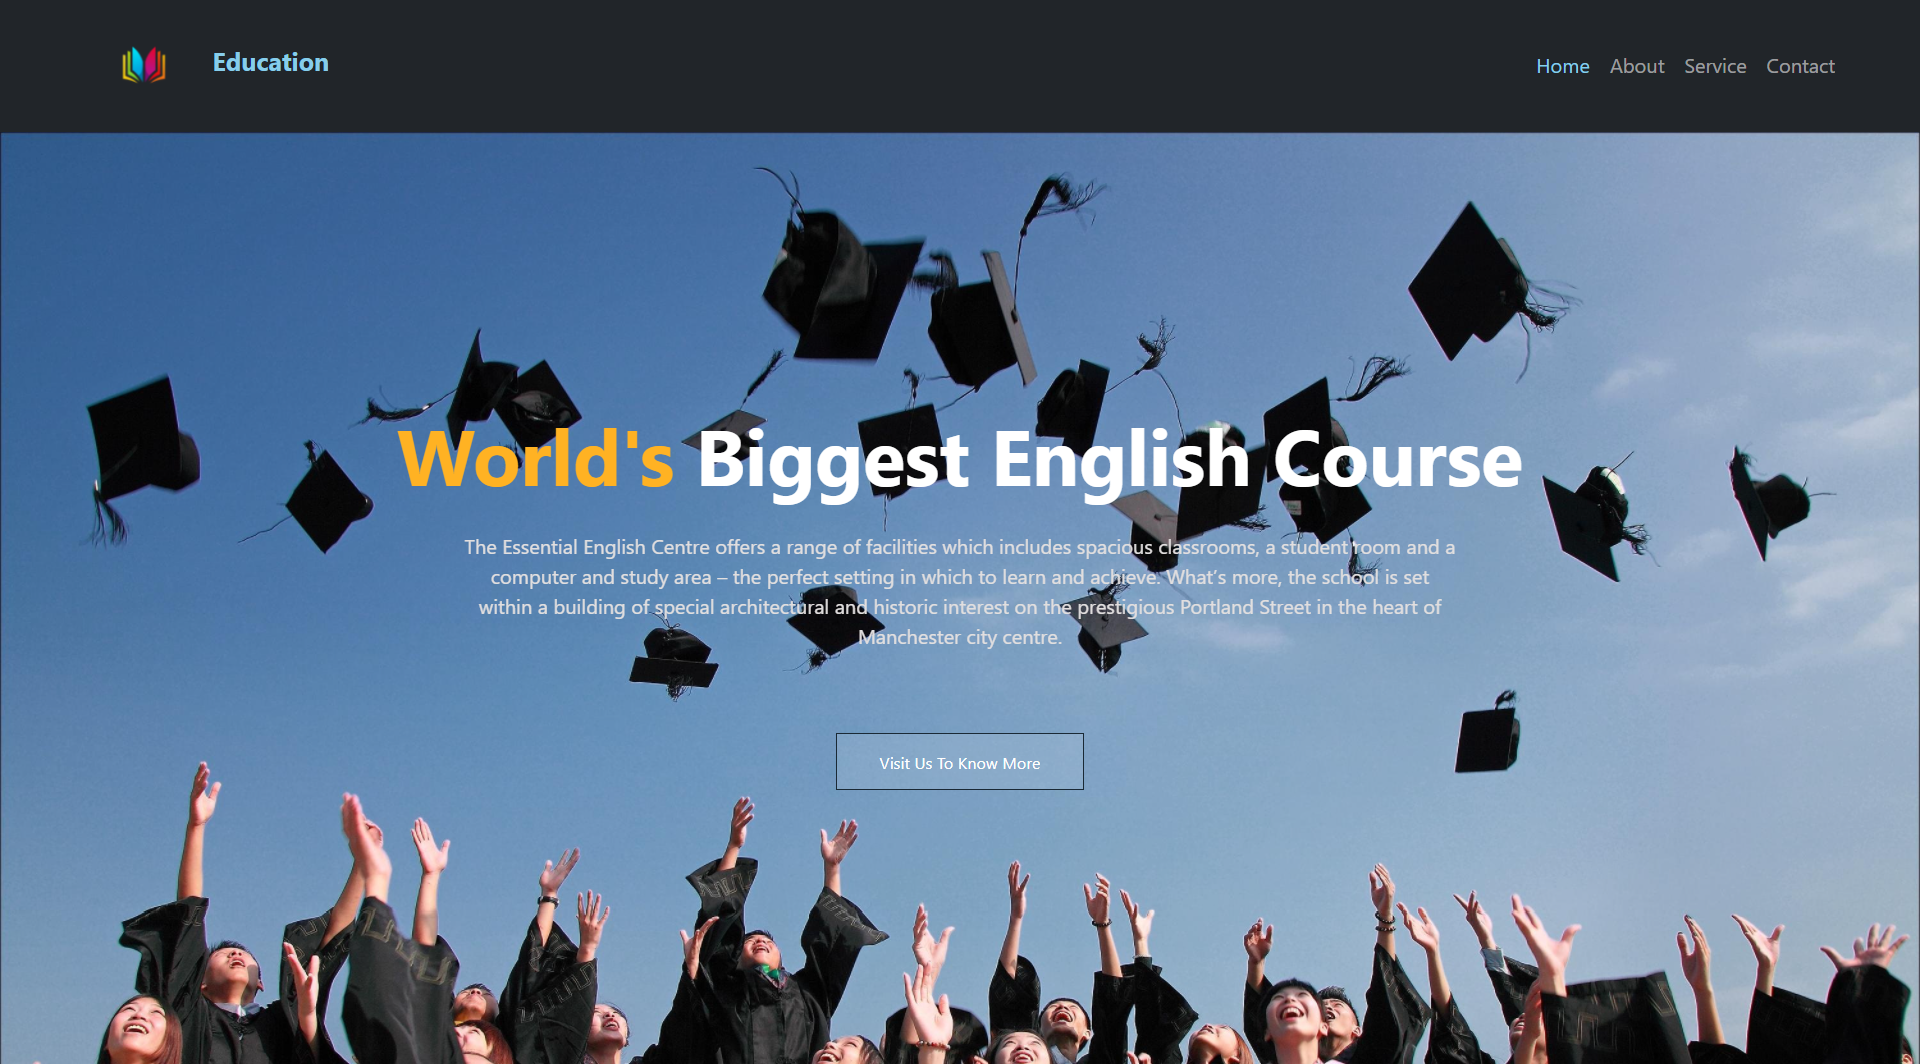 Education
Home About Service Contact
World's Biggest English Course
The Essential English Centre offers a range of facilities which includes spacious classrooms, a student room and a
computer and study area – the perfect setting in which to learn and achieve. What’s more, the school is set
within a building of special architectural and historic interest on the prestigious Portland Street in the heart of
Manchester city centre.
Visit Us To Know More